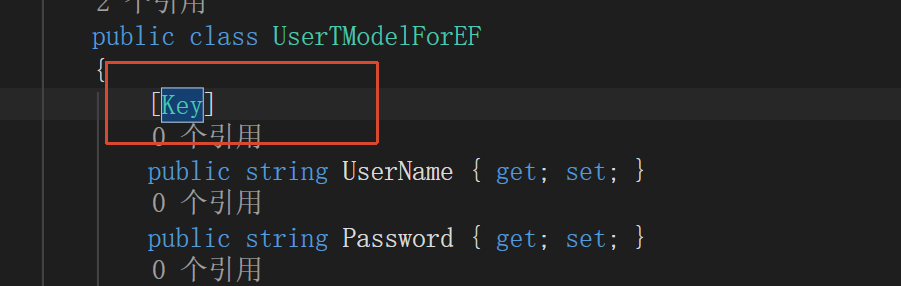 2 个引用
public class UserTModelForEF
{
[Key]
0 个引用
public string UserName { get; set; }
0 个引用
public string Password { get; set; }
0 个引用